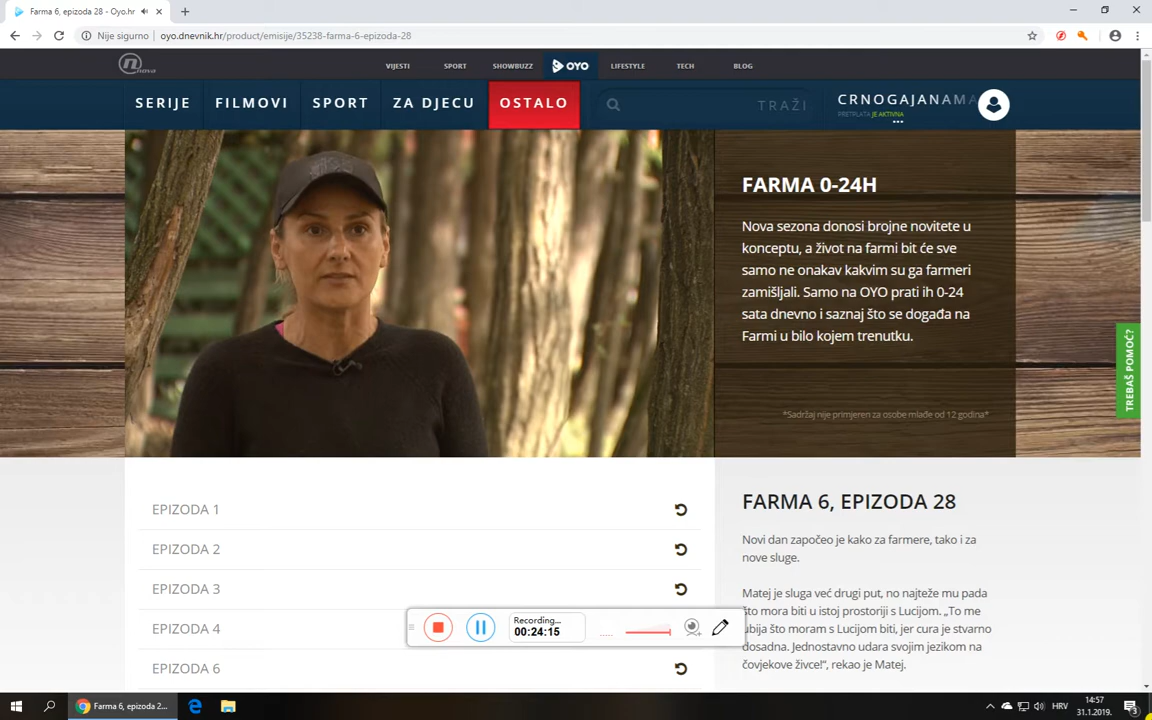 Farma 6, epizoda 28 - Oyo.hr
Nije sigurno
oyo.dnevnik.hr/product/emisije/35238-farma-6-epizoda-28
nova
VIJESTI SPORT SHOWBUZZ OYO LIFESTYLE TECH BLOG
SERIJE FILMOVI SPORT ZA DJECU OSTALO TRAŽI CRNOGAJANAMA
PRETPLATA JE AKTIVNA
FARMA 0-24H
Nova sezona donosi brojne novitete u
konceptu, a život na farmi bit će sve
samo ne onakav kakvim su ga farmeri
zamišljali. Samo na OYO prati ih 0-24
sata dnevno i saznaj što se događa na
Farmi u bilo kojem trenutku.
*Sadržaj nije primjeren za osobe mlađe od 12 godina*
TREBAŠ POMOĆ?
EPIZODA 1
EPIZODA 2
EPIZODA 3
EPIZODA 4
EPIZODA 6
FARMA 6, EPIZODA 28
Novi dan započeo je kako za farmere, tako i za
nove sluge.
Matej je sluga već drugi put, no najteže mu pada
što mora biti u istoj prostoriji s Lucijom. „To me
ubija što moram s Lucijom biti, jer cura je stvarno
dosadna. Jednostavno udara svojim jezikom na
čovjekove živce!“, rekao je Matej.
Recording...
00:24:15
Farma 6, epizoda 2...
HRV
14:57
31.1.2019.
3